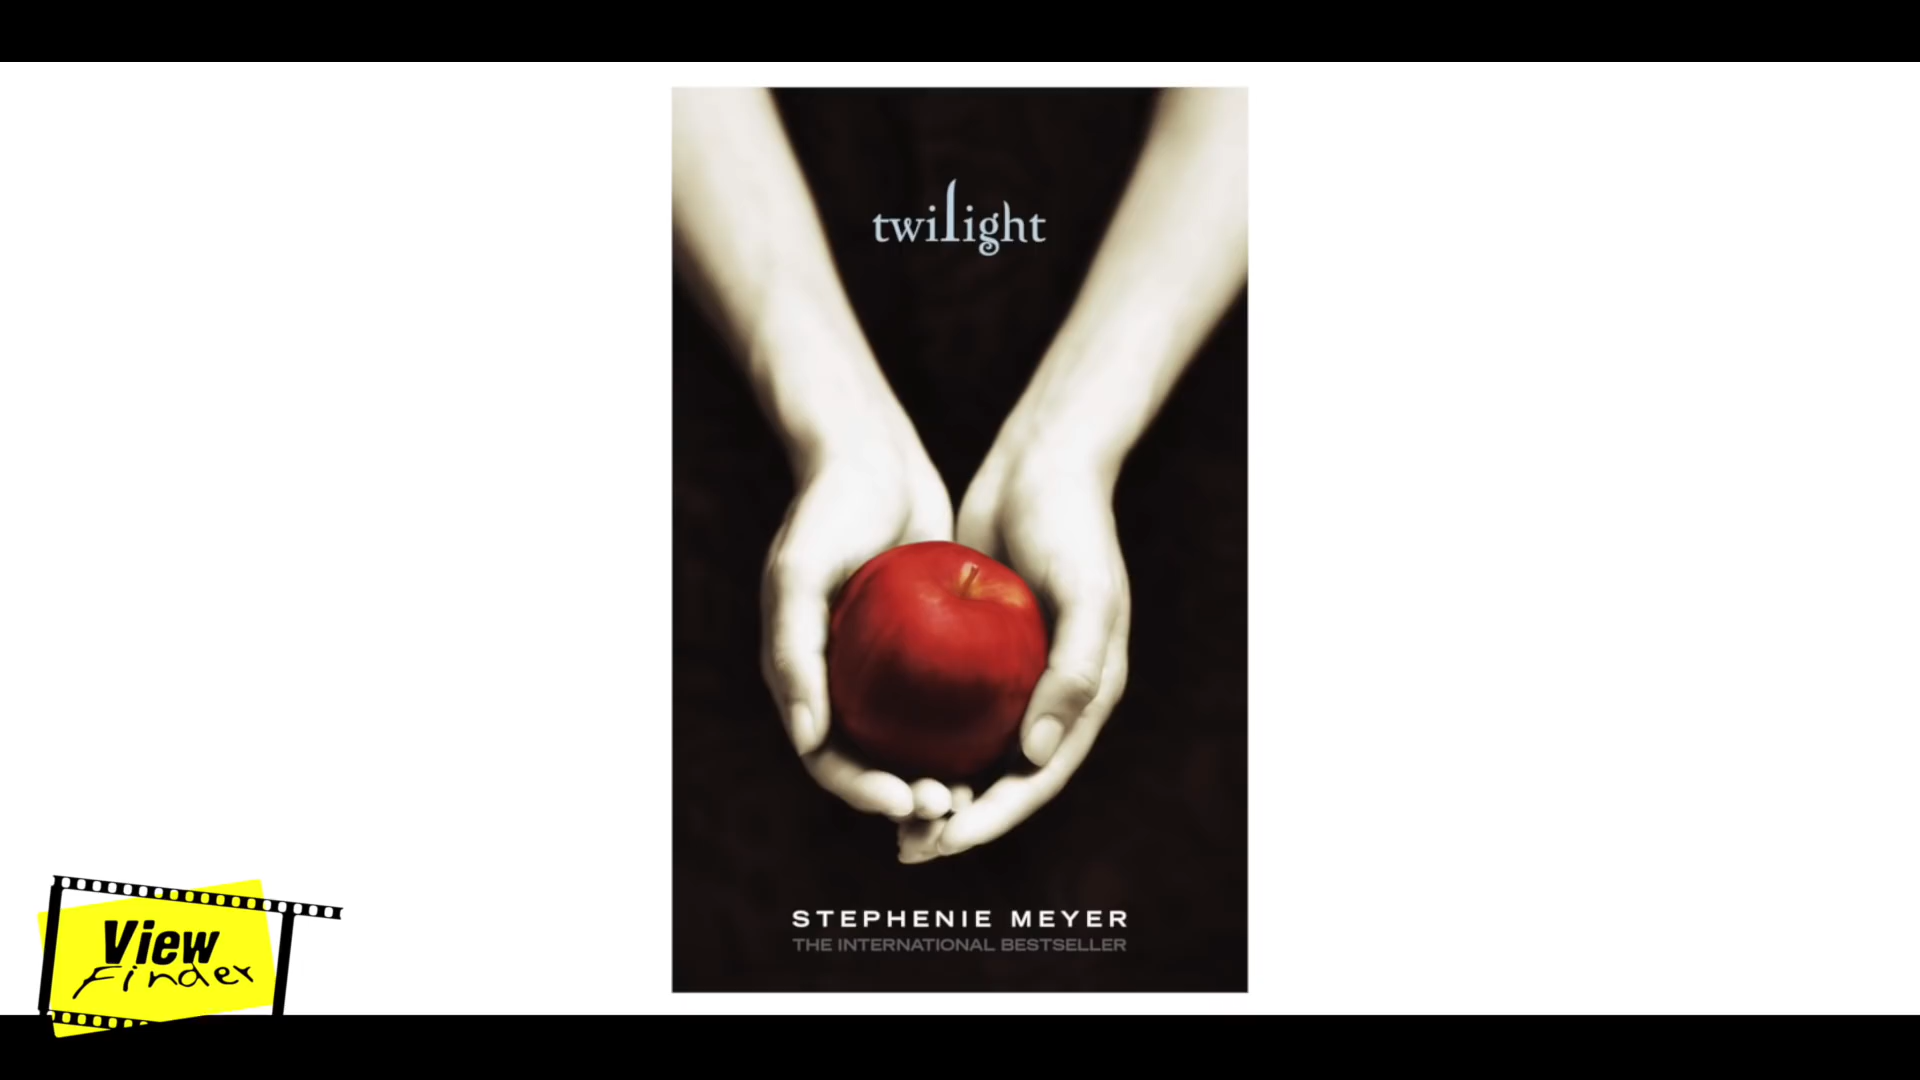 twilight
STEPHENIE MEYER
THE INTERNATIONAL BESTSELLER
View
Finder